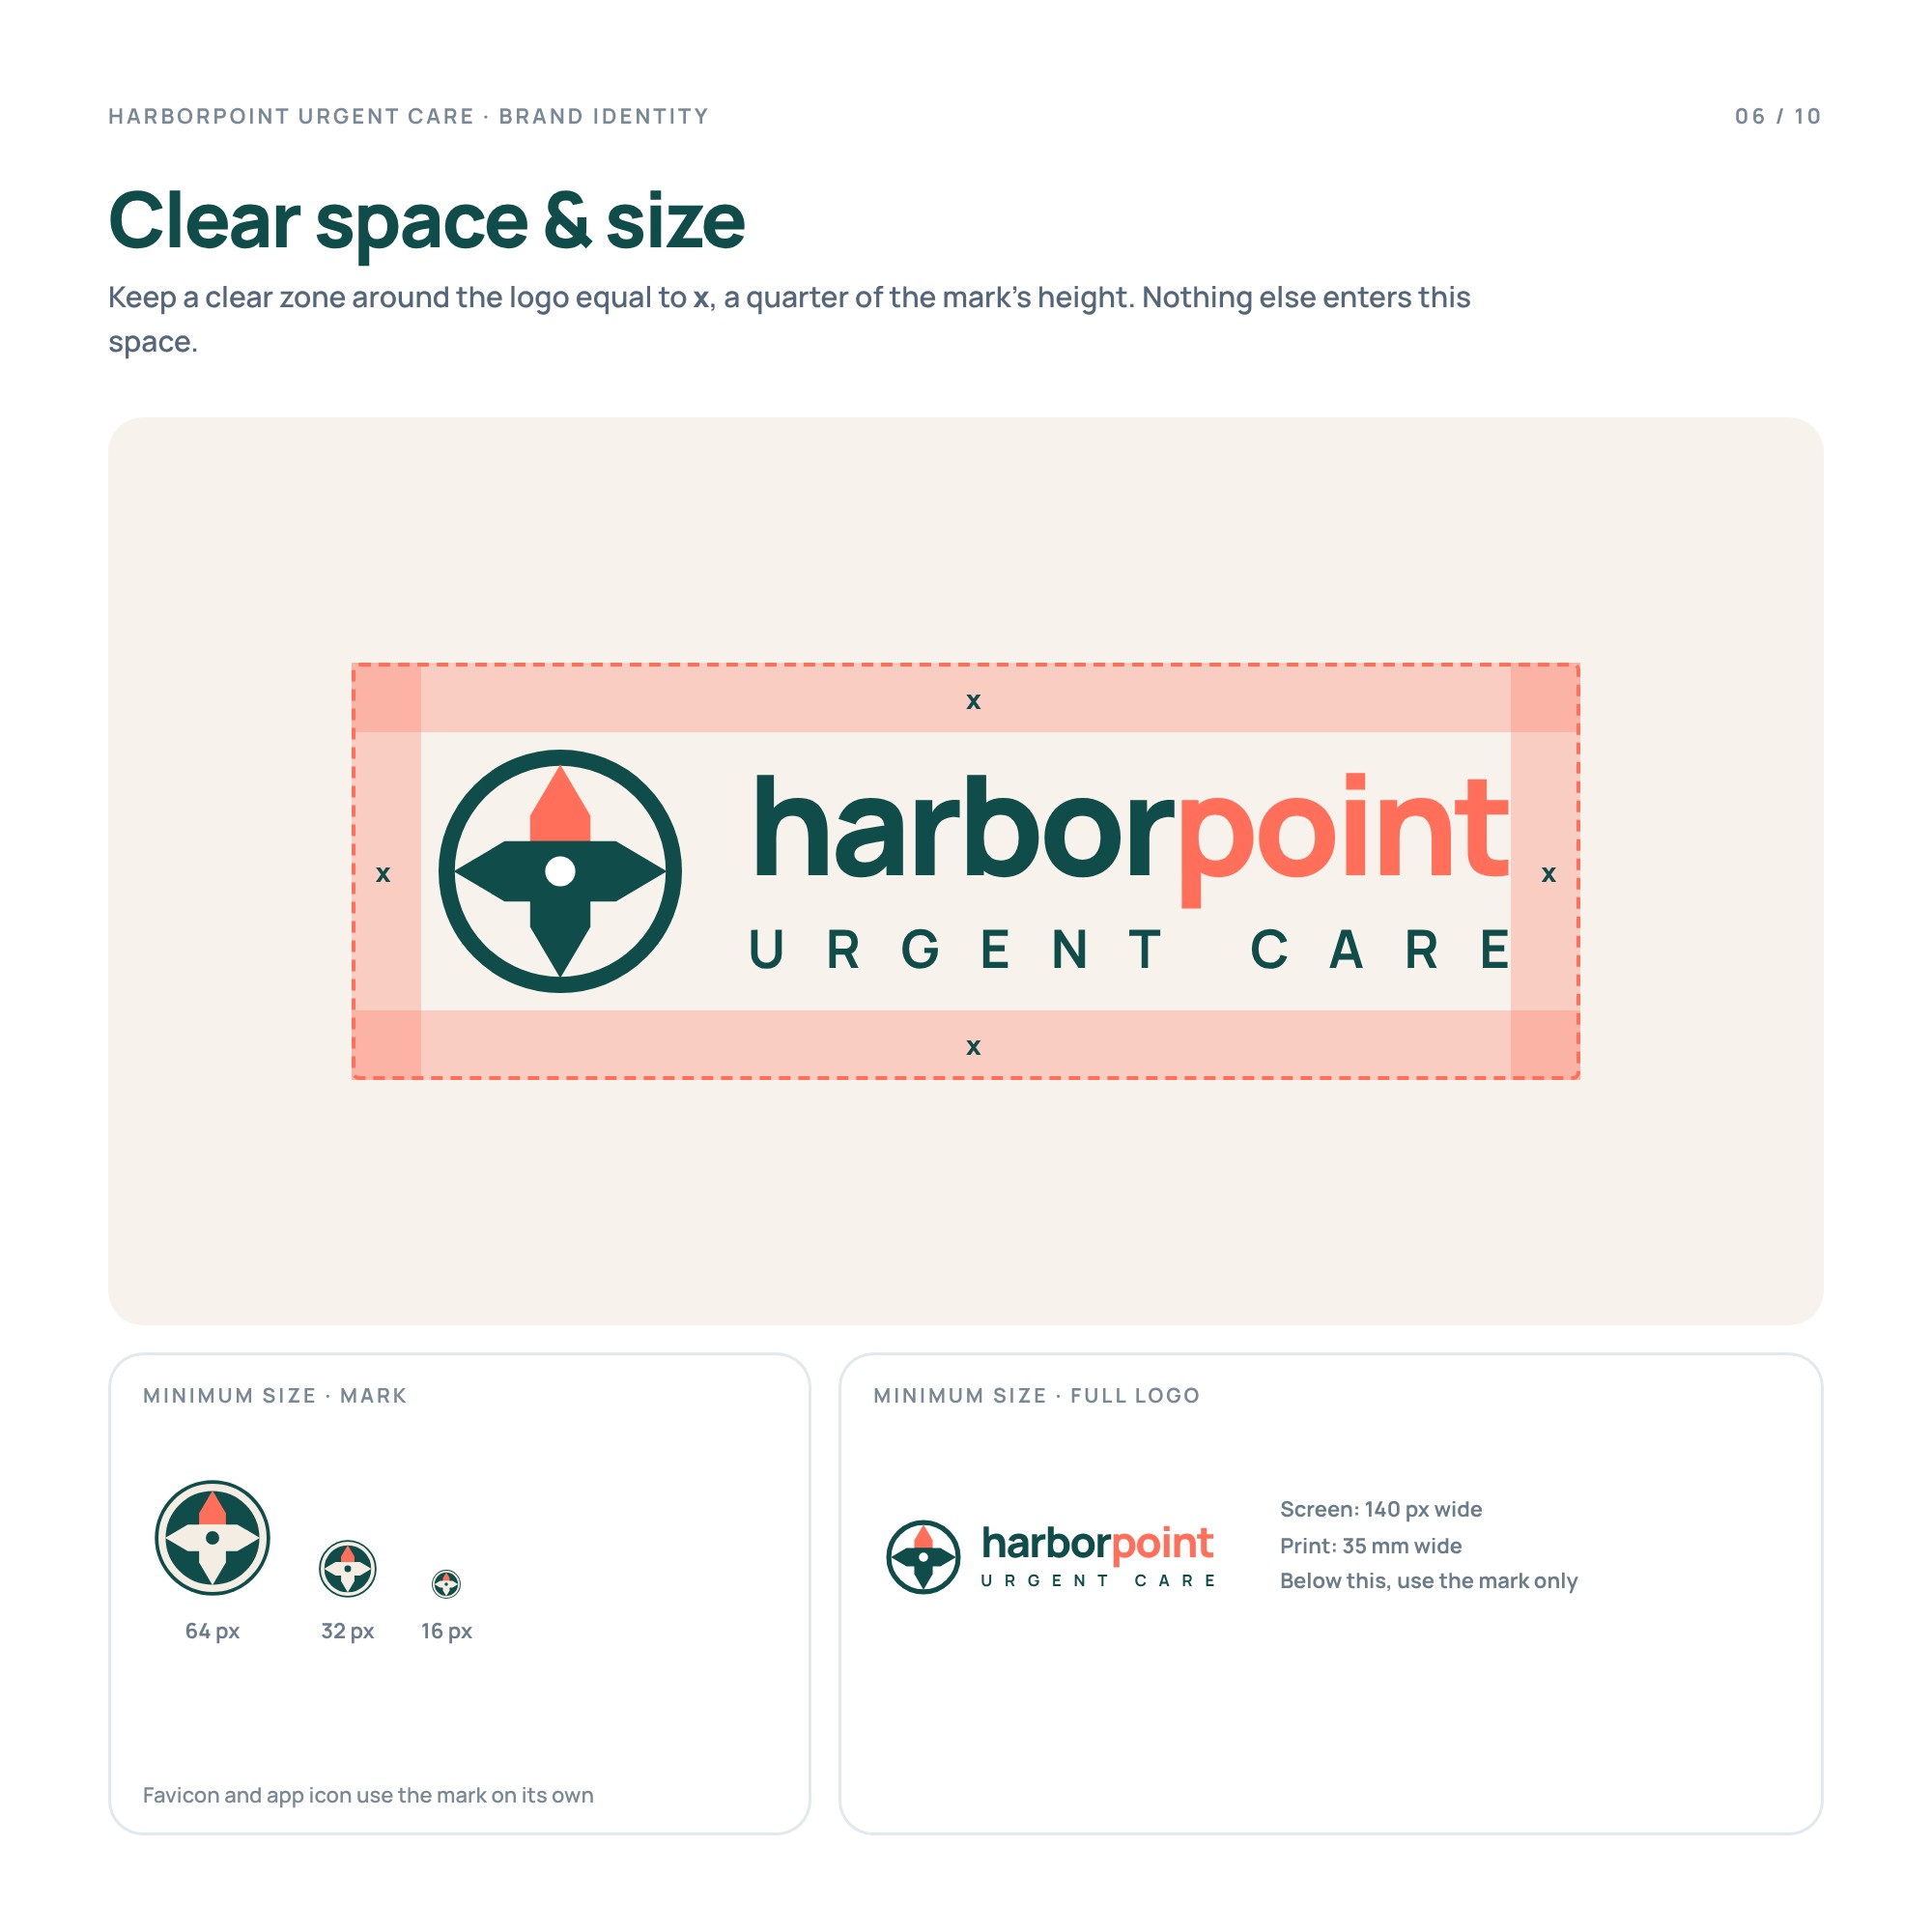 HARBORPOINT URGENT CARE · BRAND IDENTITY
06 / 10
Clear space & size
Keep a clear zone around the logo equal to x, a quarter of the mark’s height. Nothing else enters this
space.
x
harborpoint
x
x
URGENT CARE
x
MINIMUM SIZE · MARK
64 px
32 px
16 px
Favicon and app icon use the mark on its own
MINIMUM SIZE · FULL LOGO
harborpoint
URGENT CARE
Screen: 140 px wide
Print: 35 mm wide
Below this, use the mark only